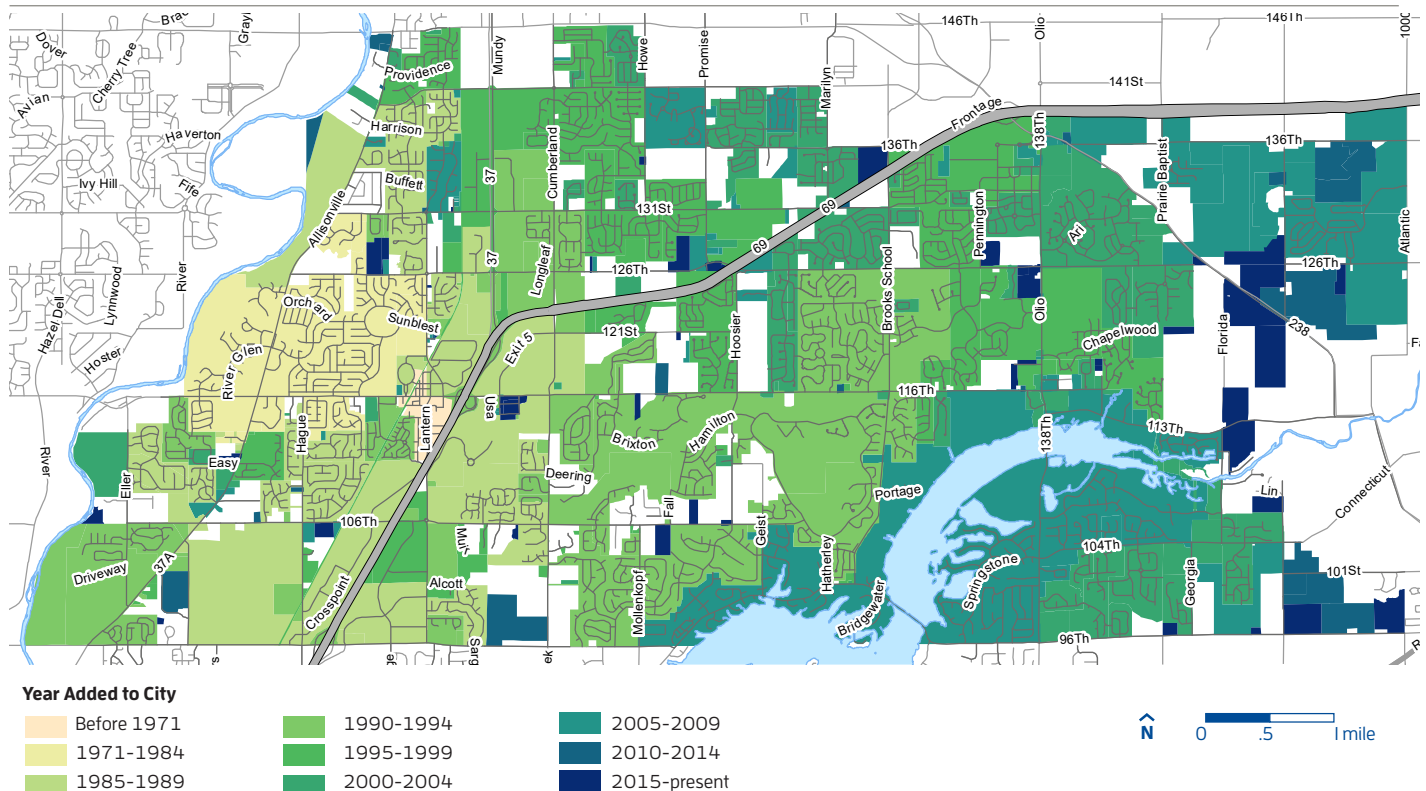 146Th
Olio
146Th
1000
Dover
Cherry Tree
Mundy
Howe
Promise
Providence
Marilyn
141St
Avian
Frontage
Haverton
Harrison
Cumberland
136Th
138Th
136Th
Prairie Baptist
Ivy Hill
Fife
Buffett
37
131St
69
Pennington
Arl
Atlantic
Allisonville
69
37
Longleaf
126Th
Brooks School
126Th
River
Lynnwood
Hazel Dell
Orchard
Sunblest
Exit 5
121St
Hoosier
Olio
Chapelwood
Florida
238
Hoster
River Glen
116Th
116Th
Hague
Lantern
Usa
Brixton
Hamilton
138Th
113Th
River
Eller
Easy
Deering
Portage
Lin
Connecticut
106Th
Muir
Fall
Geist
Hatherley
104Th
Driveway
37A
Crosspoint
Alcott
Mollenkopf
Bridgewater
Springstone
Georgia
101St
96Th
Year Added to City
Before 1971
1971-1984
1985-1989
1990-1994
1995-1999
2000-2004
2005-2009
2010-2014
2015-present
N
0 .5 1 mile